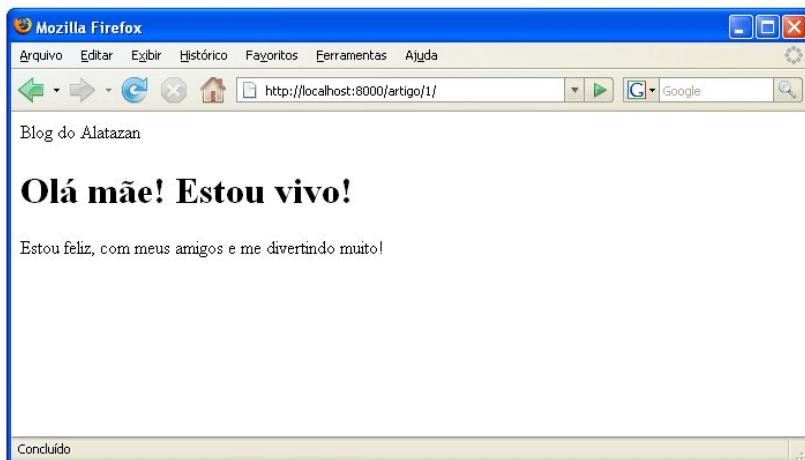 Mozilla Firefox
Arquivo Editar Exibir Histórico Favoritos Ferramentas Ajuda
http://localhost:8000/artigo/1/ G Google
Blog do Alatazan
Olá mãe! Estou vivo!
Estou feliz, com meus amigos e me divertindo muito!
Concluído